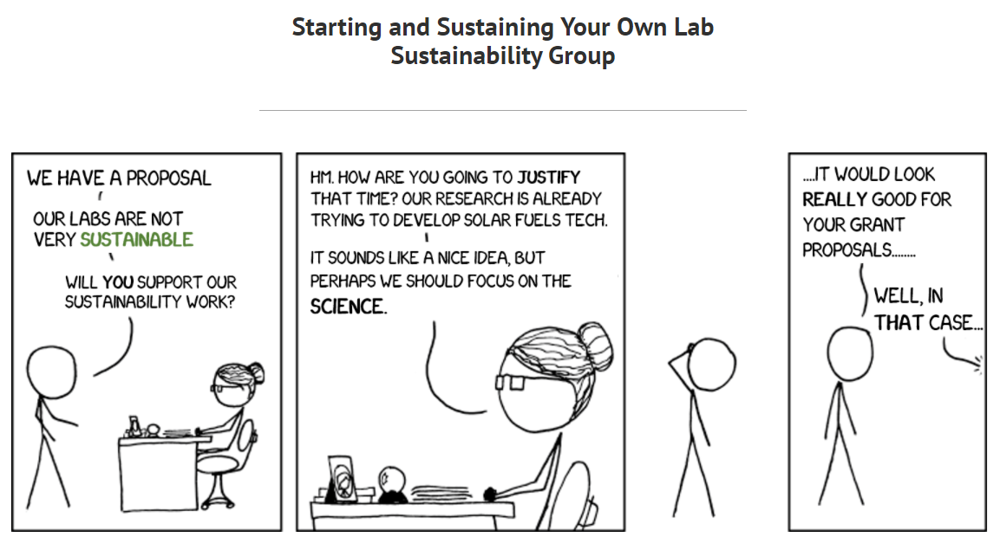 Starting and Sustaining Your Own Lab
Sustainability Group
WE HAVE A PROPOSAL
OUR LABS ARE NOT
VERY SUSTAINABLE
WILL YOU SUPPORT OUR
SUSTAINABILITY WORK?
HM. HOW ARE YOU GOING TO JUSTIFY
THAT TIME? OUR RESEARCH IS ALREADY
TRYING TO DEVELOP SOLAR FUELS TECH.
IT SOUNDS LIKE A NICE IDEA, BUT
PERHAPS WE SHOULD FOCUS ON THE
SCIENCE.
....IT WOULD LOOK
REALLY GOOD FOR
YOUR GRANT
PROPOSALS........
WELL, IN
THAT CASE...